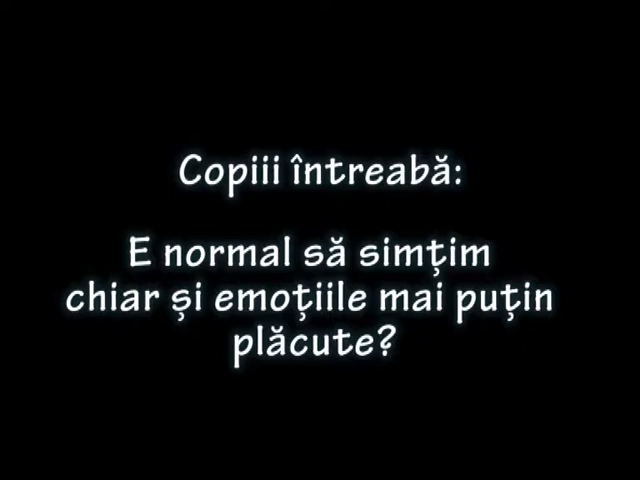 Copiii întreabă:
E normal să simțim
chiar și emoțiile mai puțin
plăcute?